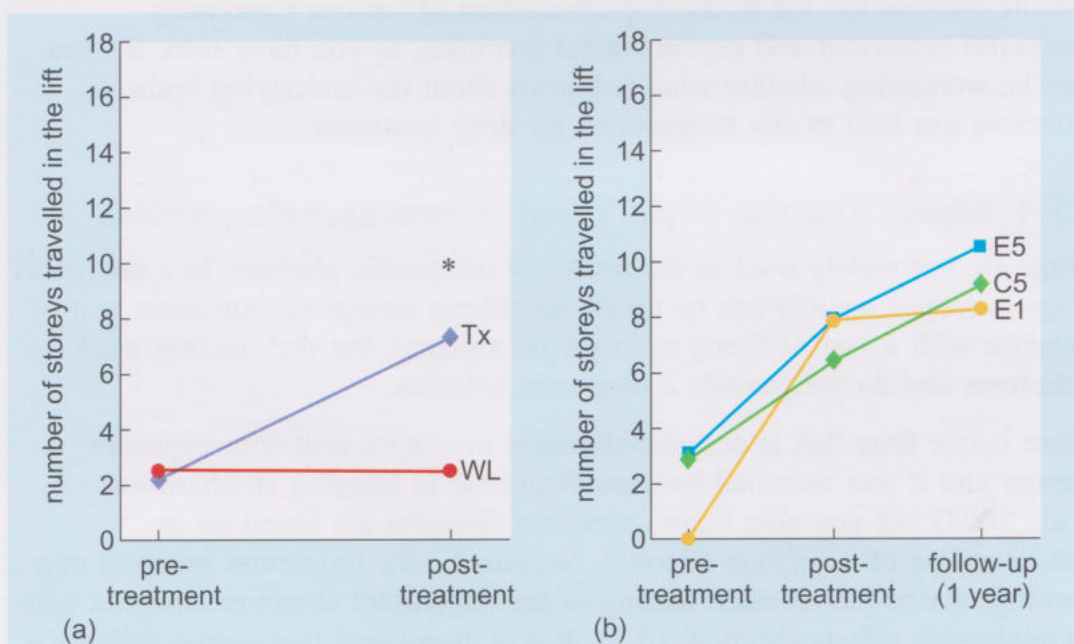 number of storeys travelled in the lift
18
16
14
12
10
8
6
4
2
0
*
Tx
WL
pre-
treatment
post-
treatment
(a)
number of storeys travelled in the lift
18
16
14
12
10
8
6
4
2
0
E5
C5
E1
pre-
treatment
post-
treatment
follow-up
(1 year)
(b)